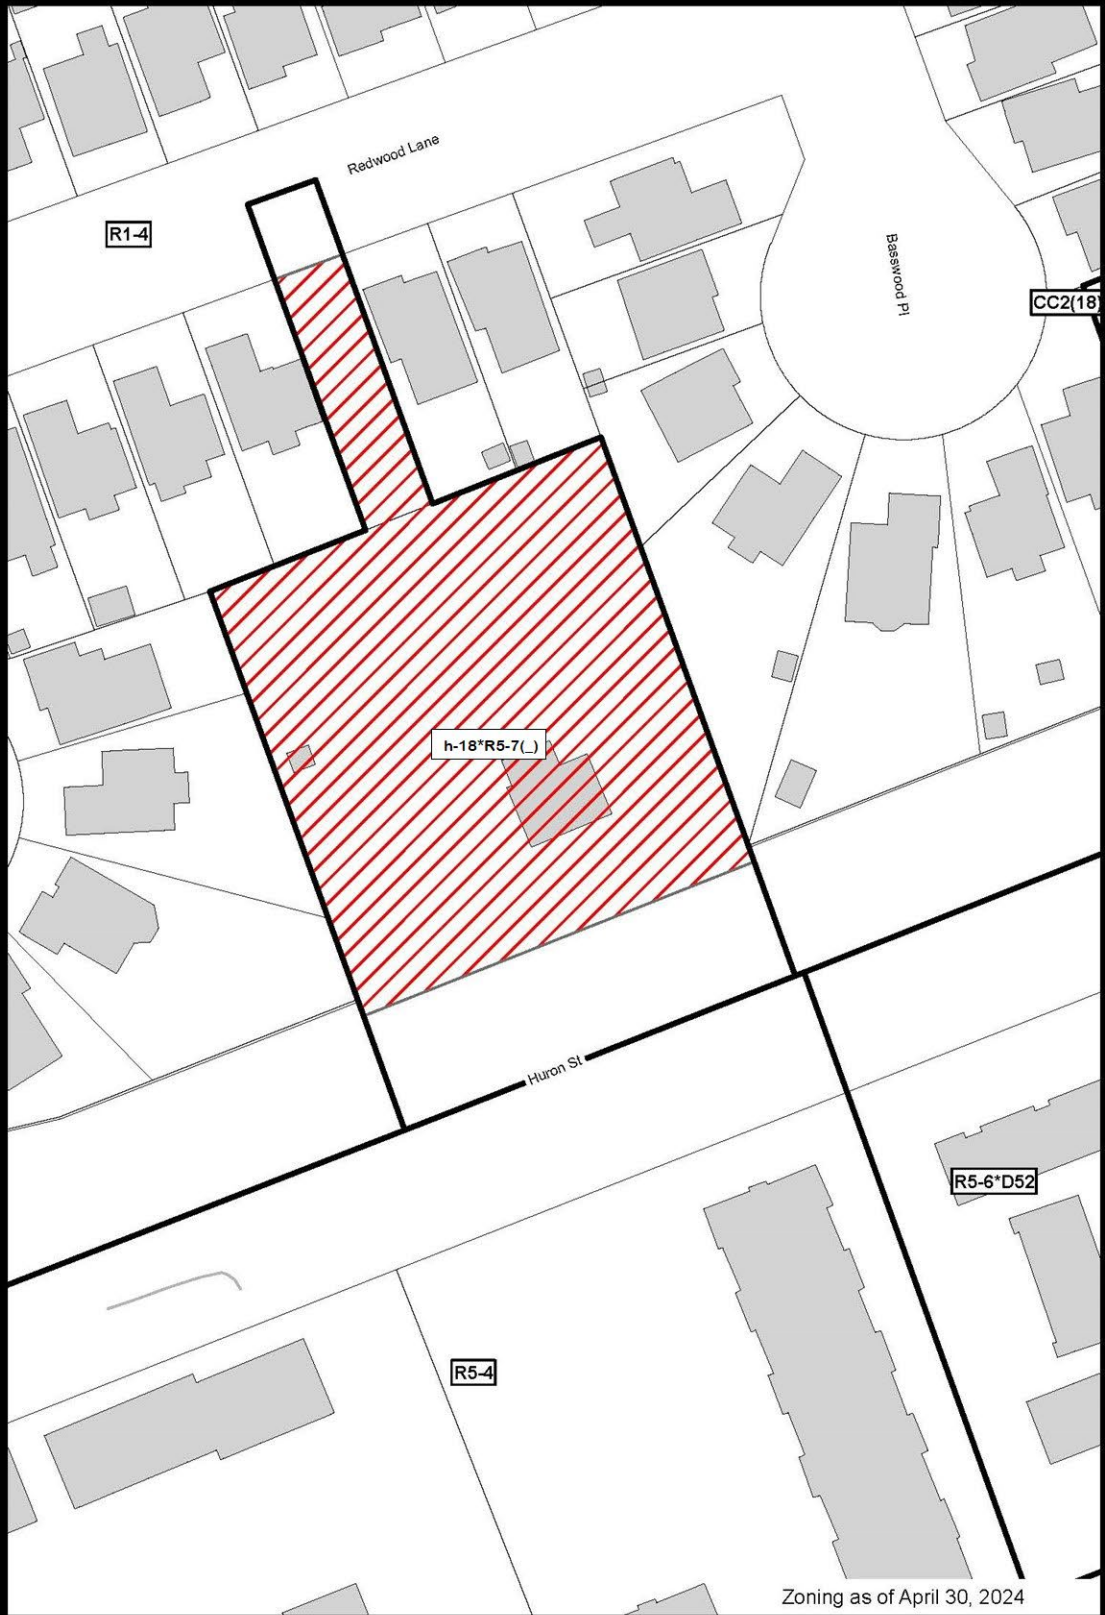 Redwood Lane
R1-4
Basswood Pl
CC2(18)
h-18*R5-7(_)
Huron St
R5-6*D52
R5-4
Zoning as of April 30, 2024